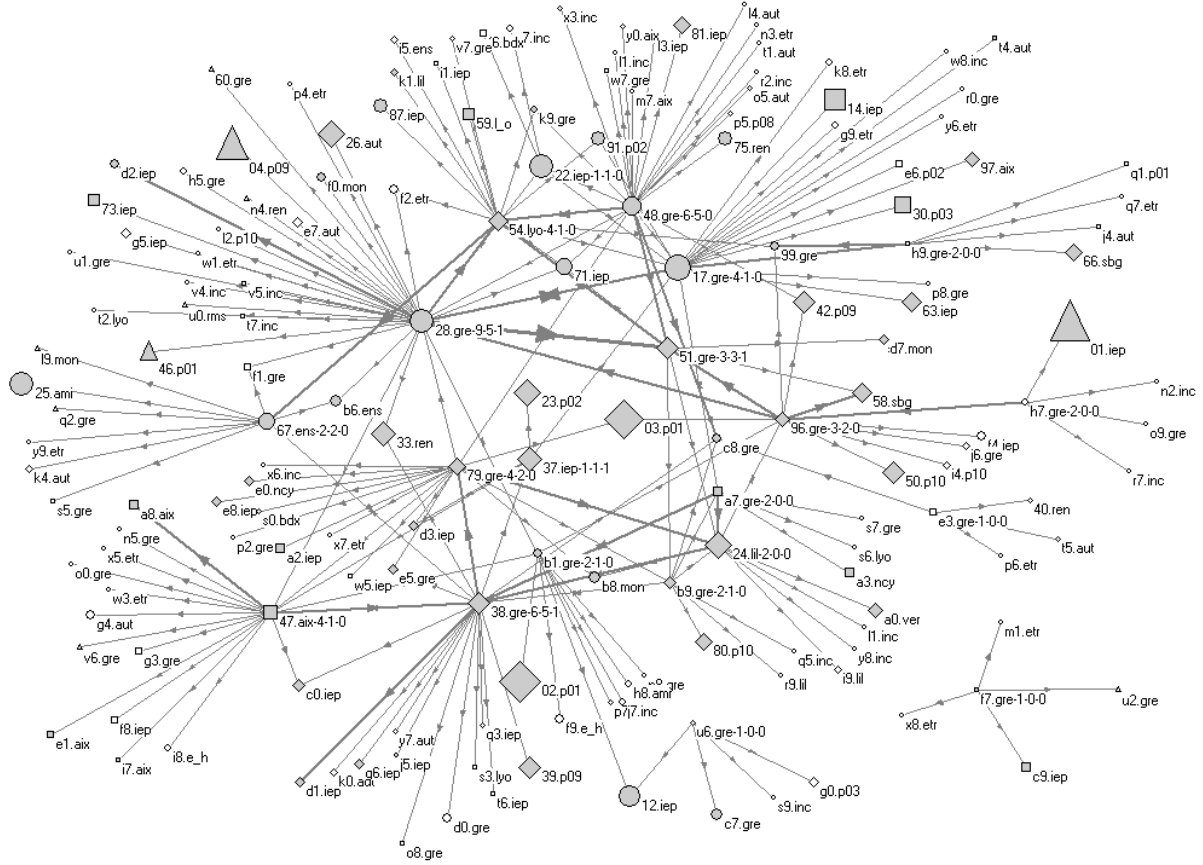 l4.aut
x3.inc
y0.aix
81.iep
n3.etr
t4.aut
i5.ens
v7.gre
6.bdx
7.inc
l3.iep
t1.aut
w8.inc
l1.inc
k8.etr
60.gre
k1.lil
i1.iep
w7.gre
r2.inc
p4.etr
m7.aix
o5.aut
r0.gre
87.iep
59.l_o
k9.gre
p5.p08
14.iep
y6.etr
26.aut
91.p02
75.ren
g9.etr
04.p09
97.aix
d2.iep
h5.gre
f0.mon
22.iep-1-1-0
e6.p02
q1.p01
f2.etr
73.iep
n4.ren
48.gre-6-5-0
30.p03
q7.etr
e7.aut
54.lyo-4-1-0
g5.iep
l2.p10
j4.aut
99.gre
h9.gre-2-0-0
u1.gre
w1.etr
71.iep
17.gre-4-1-0
66.sbg
v4.inc
v5.inc
p8.gre
t2.lyo
u0.rms
42.p09
63.iep
t7.inc
28.gre-9-5-1
01.iep
l9.mon
46.p01
51.gre-3-3-1
d7.mon
f1.gre
25.ami
n2.inc
b6.ens
23.p02
58.sbg
q2.gre
h7.gre-2-0-0
67.ens-2-2-0
03.p01
96.gre-3-2-0
o9.gre
33.ren
c8.gre
f4.iep
y9.etr
j6.gre
x6.inc
79.gre-4-2-0
37.iep-1-1-1
i4.p10
k4.aut
e0.ncy
50.p10
r7.inc
s5.gre
e8.iep
a7.gre-2-0-0
a8.aix
s0.bdx
40.ren
n5.gre
x7.etr
d3.iep
s7.gre
e3.gre-1-0-0
p2.gre
a2.iep
t5.aut
x5.etr
24.lil-2-0-0
s6.lyo
b1.gre-2-1-0
p6.etr
o0.gre
w5.iep
e5.gre
b8.mon
b9.gre-2-1-0
a3.ncy
w3.etr
g4.aut
47.aix-4-1-0
38.gre-6-5-1
a0.ver
l1.inc
m1.etr
v6.gre
g3.gre
80.p10
q5.inc
y8.inc
r9.lil
i9.lil
c0.iep
02.p01
h8.ami
.gre
f7.gre-1-0-0
u2.gre
p7
j7.inc
f8.iep
f9.e_h
e1.aix
q3.iep
u6.gre-1-0-0
x8.etr
i8.e_h
y7.aut
i7.aix
j5.iep
d1.iep
k0.adt
g6.iep
s3.lyo
39.p09
c9.iep
g0.p03
t6.iep
12.iep
s9.inc
d0.gre
c7.gre
o8.gre